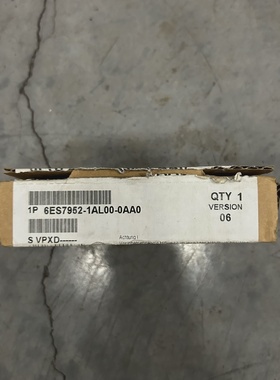 1P 6ES7952-1AL00-0AA0
QTY 1
VERSION
06
S VPXD------
Achtung!